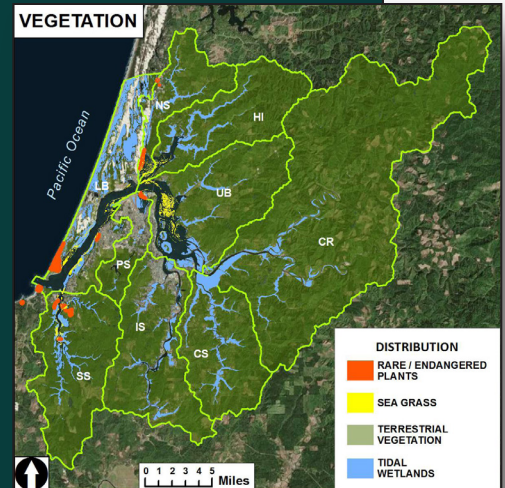 VEGETATION
Pacific Ocean
NS
HI
LB
UB
CR
PS
IS
CS
SS
DISTRIBUTION
RARE / ENDANGERED
PLANTS
SEA GRASS
TERRESTRIAL
VEGETATION
TIDAL
WETLANDS
0 1 2 3 4 5
Miles